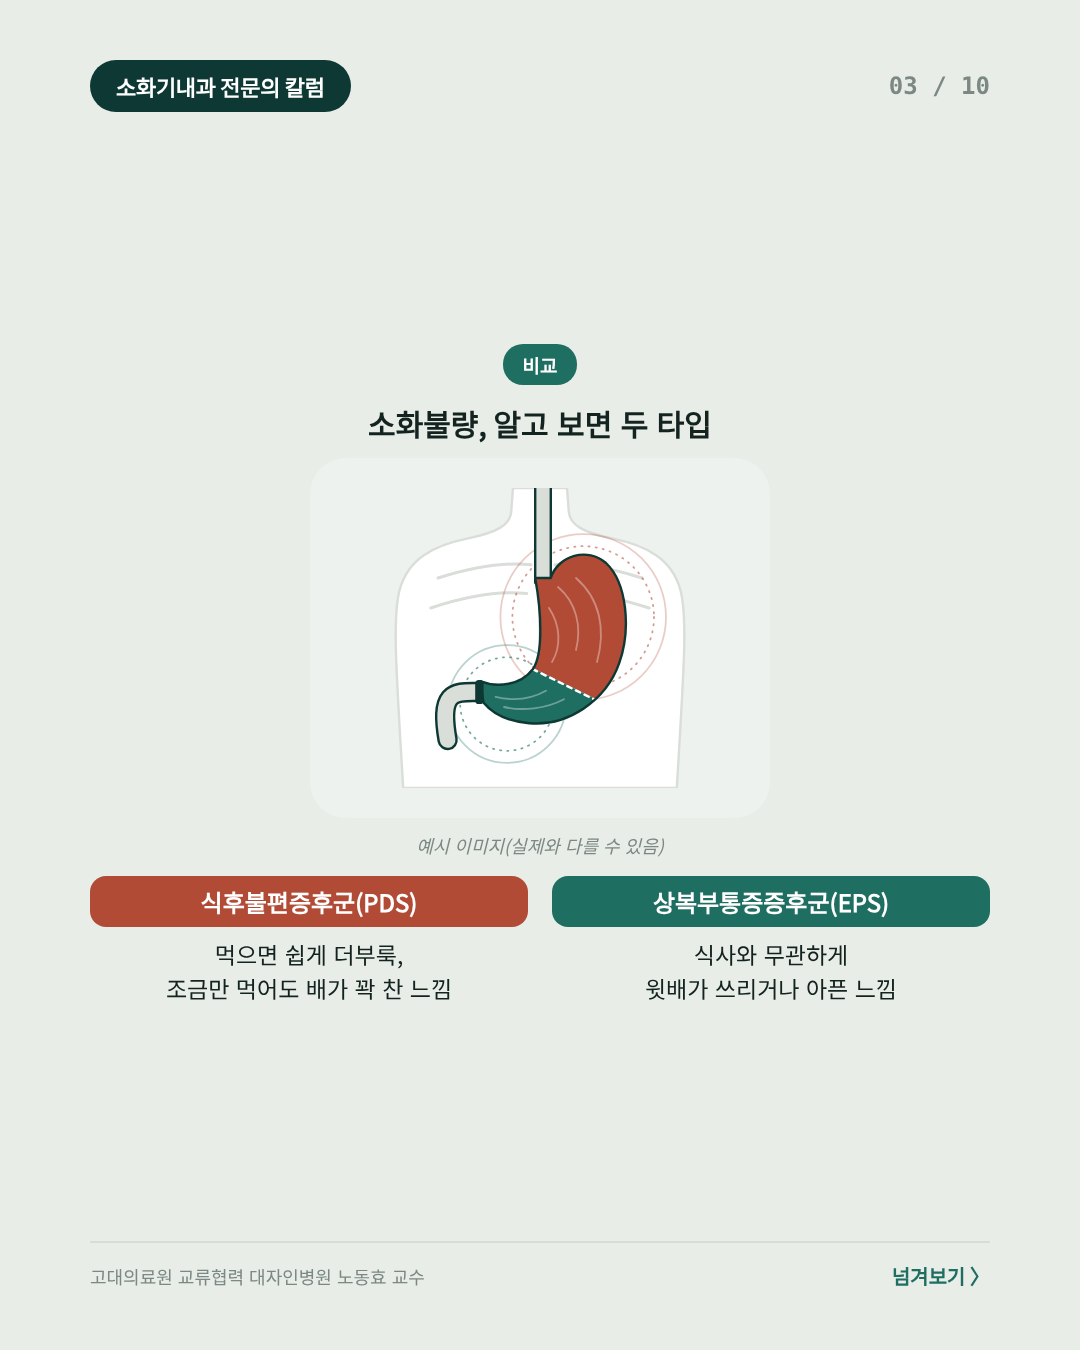 소화기내과 전문의 칼럼
03 / 10
비교
소화불량, 알고 보면 두 타입
예시 이미지(실제와 다를 수 있음)
식후불편증후군(PDS)
먹으면 쉽게 더부룩,
조금만 먹어도 배가 꽉 찬 느낌
상복부통증증후군(EPS)
식사와 무관하게
윗배가 쓰리거나 아픈 느낌
고대의료원 교류협력 대자인병원 노동효 교수
넘겨보기 〉